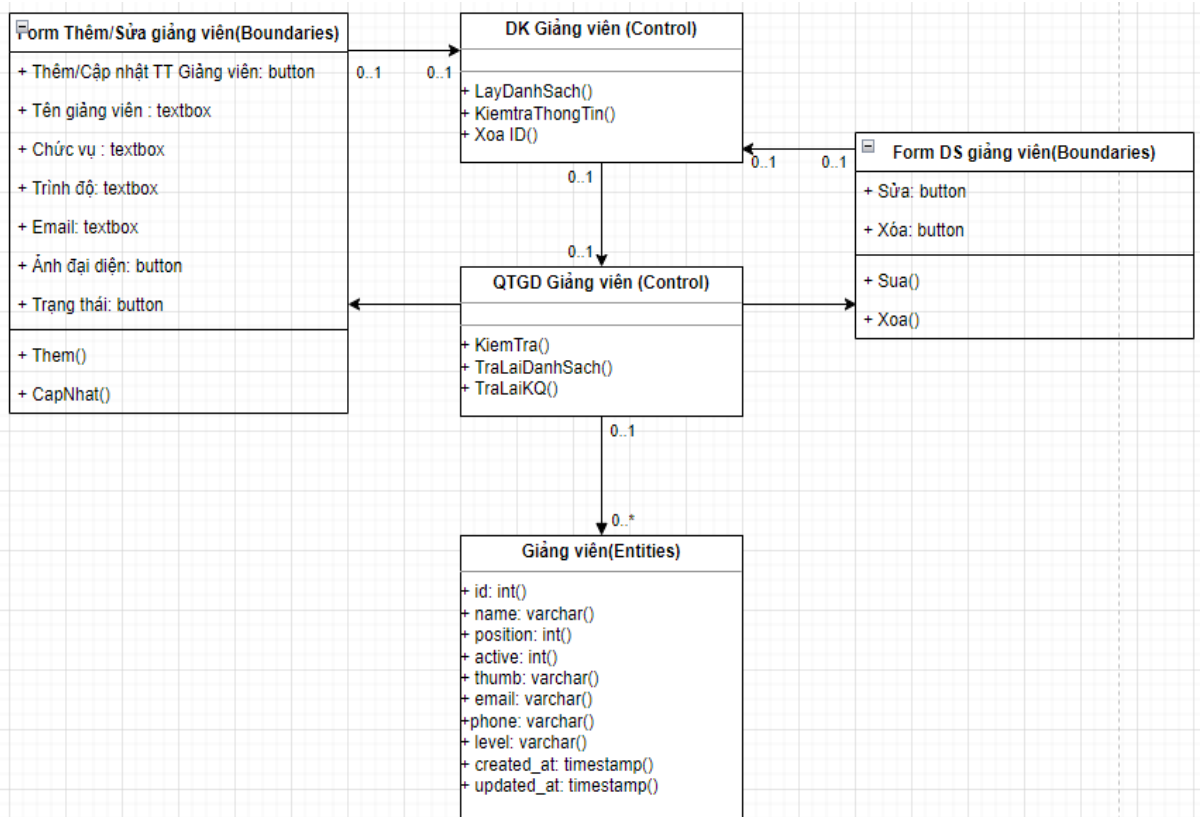 Form Thêm/Sửa giảng viên(Boundaries)
+ Thêm/Cập nhật TT Giảng viên: button
+ Tên giảng viên : textbox
+ Chức vụ : textbox
+ Trình độ: textbox
+ Email: textbox
+ Ảnh đại diện: button
+ Trạng thái: button
+ Them()
+ CapNhat()
0..1
0..1
DK Giảng viên (Control)
+ LayDanhSach()
+ KiemtraThongTin()
+ Xoa ID()
0..1
0..1
Form DS giảng viên(Boundaries)
+ Sửa: button
+ Xóa: button
+ Sua()
+ Xoa()
0..1
0..1
QTGD Giảng viên (Control)
+ KiemTra()
+ TraLaiDanhSach()
+ TraLaiKQ()
0..1
0..*
Giảng viên(Entities)
+ id: int()
+ name: varchar()
+ position: int()
+ active: int()
+ thumb: varchar()
+ email: varchar()
+phone: varchar()
+ level: varchar()
+ created_at: timestamp()
+ updated_at: timestamp()